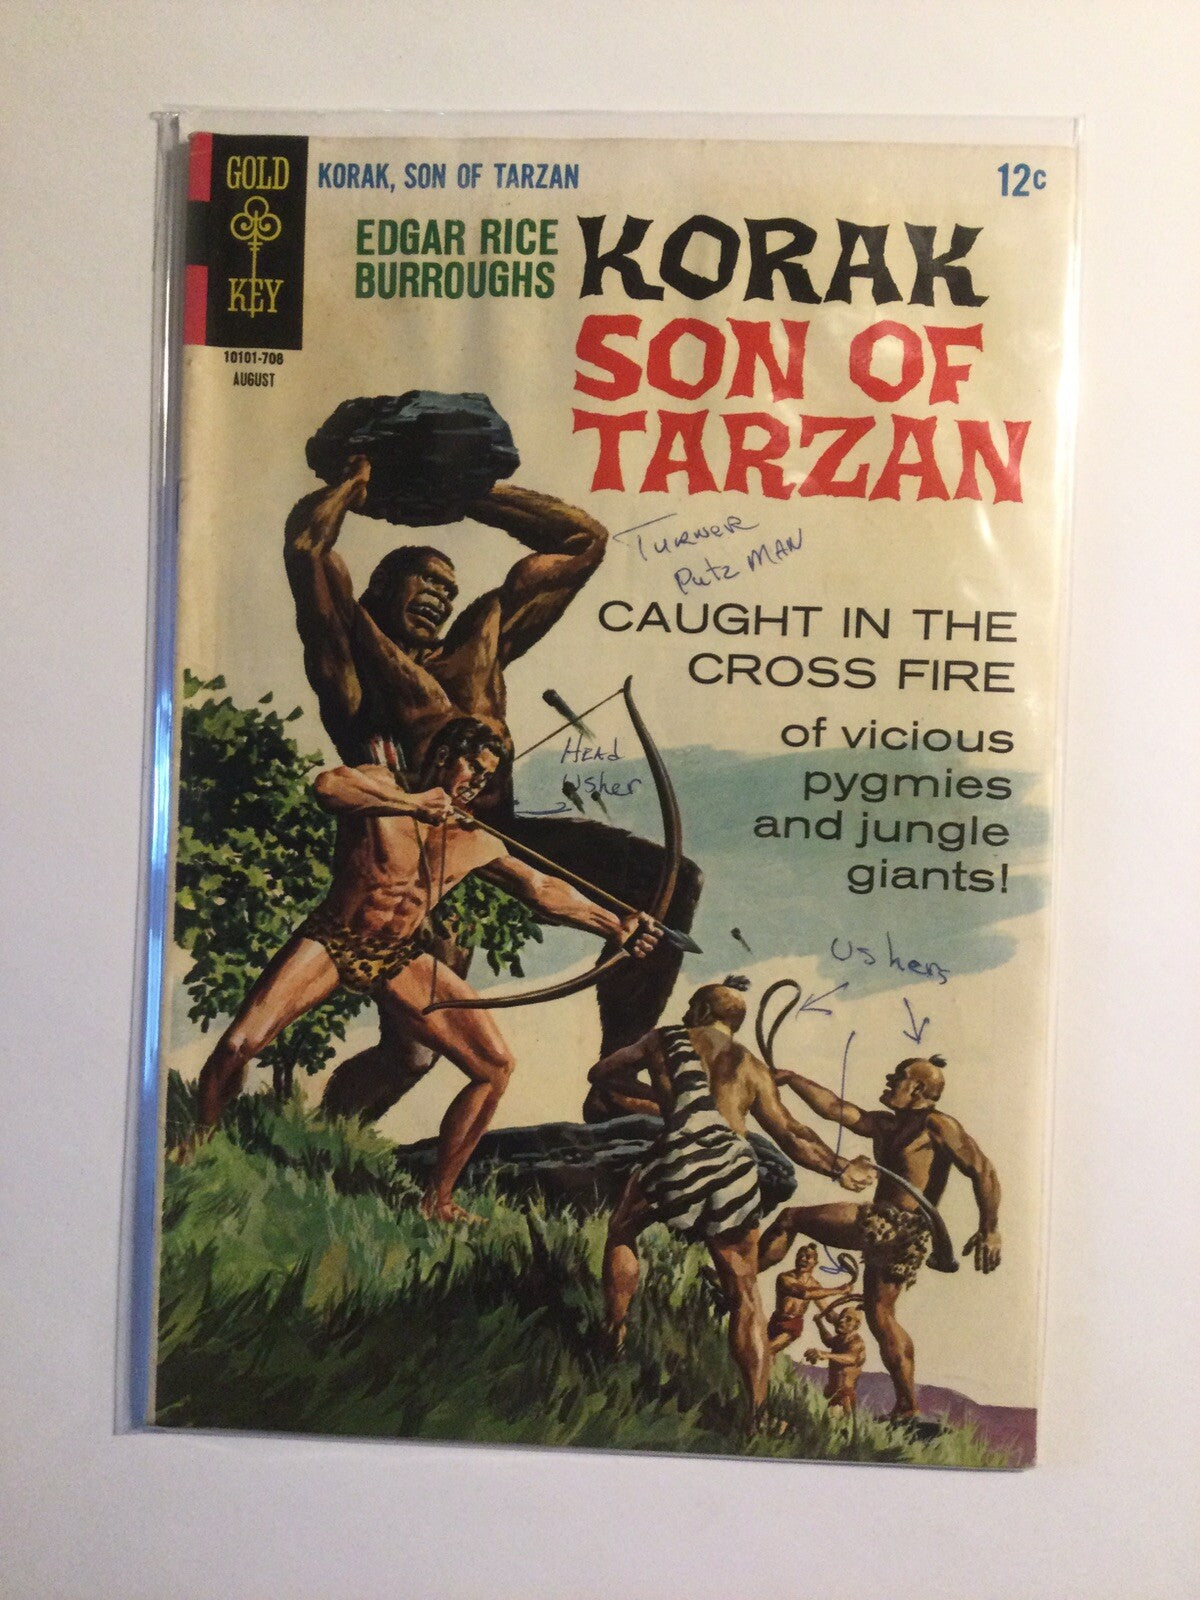 GOLD
KEY
10101-708
AUGUST
KORAK, SON OF TARZAN
12¢
EDGAR RICE
BURROUGHS
KORAK
SON OF
TARZAN
Turner
Putz MAN
CAUGHT IN THE
CROSS FIRE
of vicious
pygmies
and jungle
giants!
Head
Usher
Ushers